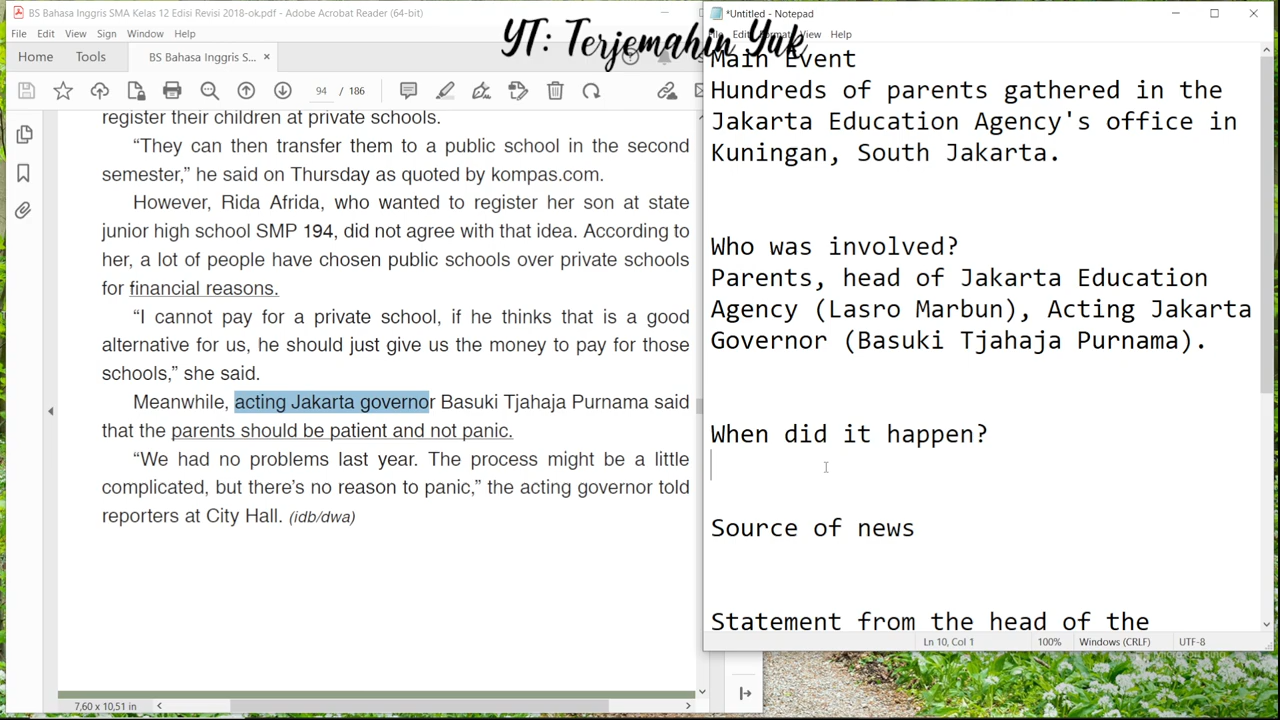 BS Bahasa Inggris SMA Kelas 12 Edisi Revisi 2018-ok.pdf - Adobe Acrobat Reader (64-bit)
File Edit View Sign Window Help
Home Tools BS Bahasa Inggris S... ×
94 / 186
register their children at private schools.
“They can then transfer them to a public school in the second
semester,” he said on Thursday as quoted by kompas.com.
However, Rida Afrida, who wanted to register her son at state
junior high school SMP 194, did not agree with that idea. According to
her, a lot of people have chosen public schools over private schools
for financial reasons.
“I cannot pay for a private school, if he thinks that is a good
alternative for us, he should just give us the money to pay for those
schools,” she said.
Meanwhile, acting Jakarta governor Basuki Tjahaja Purnama said
that the parents should be patient and not panic.
“We had no problems last year. The process might be a little
complicated, but there’s no reason to panic,” the acting governor told
reporters at City Hall. (idb/dwa)
7,60 x 10,51 in
YT: Terjemahin Yuk
*Untitled - Notepad
File Edit View Help
Main Event
Hundreds of parents gathered in the
Jakarta Education Agency's office in
Kuningan, South Jakarta.
Who was involved?
Parents, head of Jakarta Education
Agency (Lasro Marbun), Acting Jakarta
Governor (Basuki Tjahaja Purnama).
When did it happen?
Source of news
Statement from the head of the
Ln 10, Col 1 100% Windows (CRLF) UTF-8